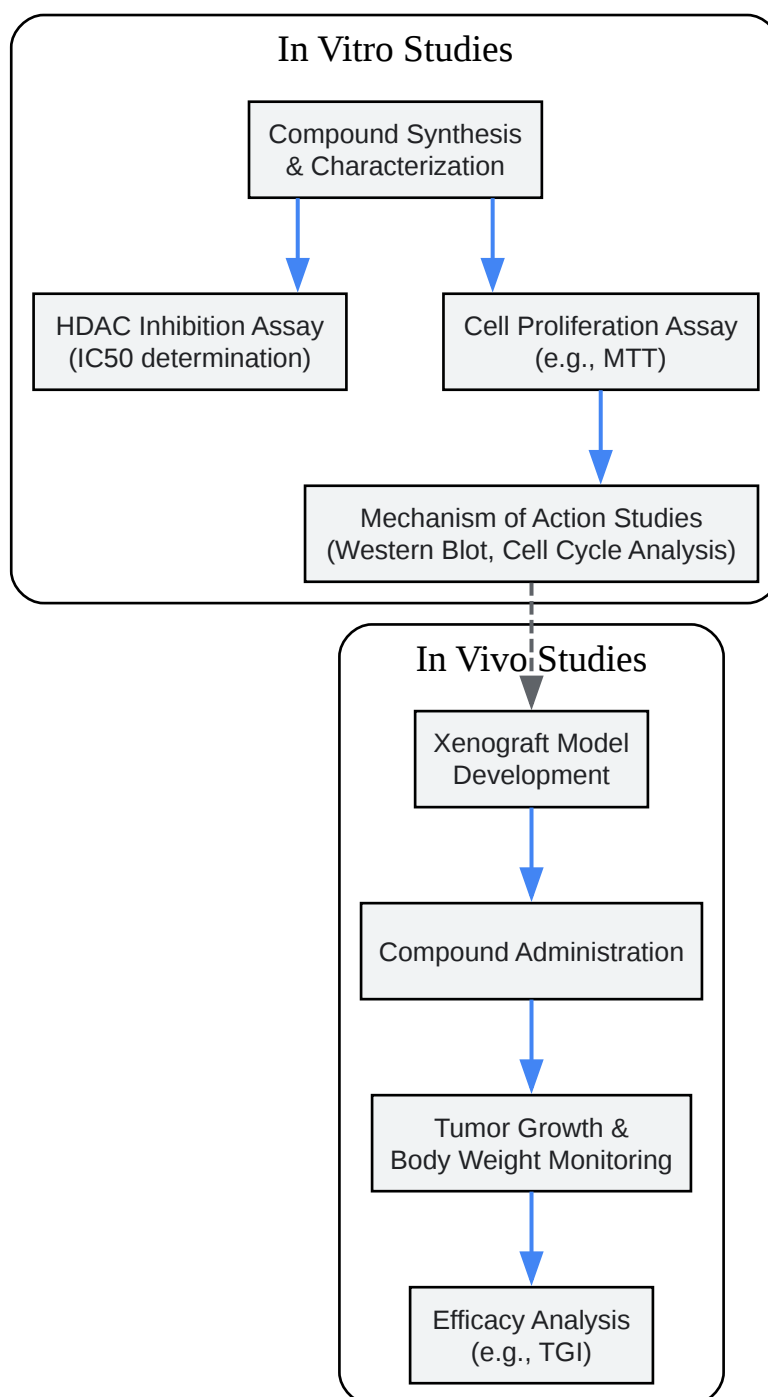 In Vitro Studies
Compound Synthesis
& Characterization
HDAC Inhibition Assay
(IC50 determination)
Cell Proliferation Assay
(e.g., MTT)
Mechanism of Action Studies
(Western Blot, Cell Cycle Analysis)
In Vivo Studies
Xenograft Model
Development
Compound Administration
Tumor Growth &
Body Weight Monitoring
Efficacy Analysis
(e.g., TGI)